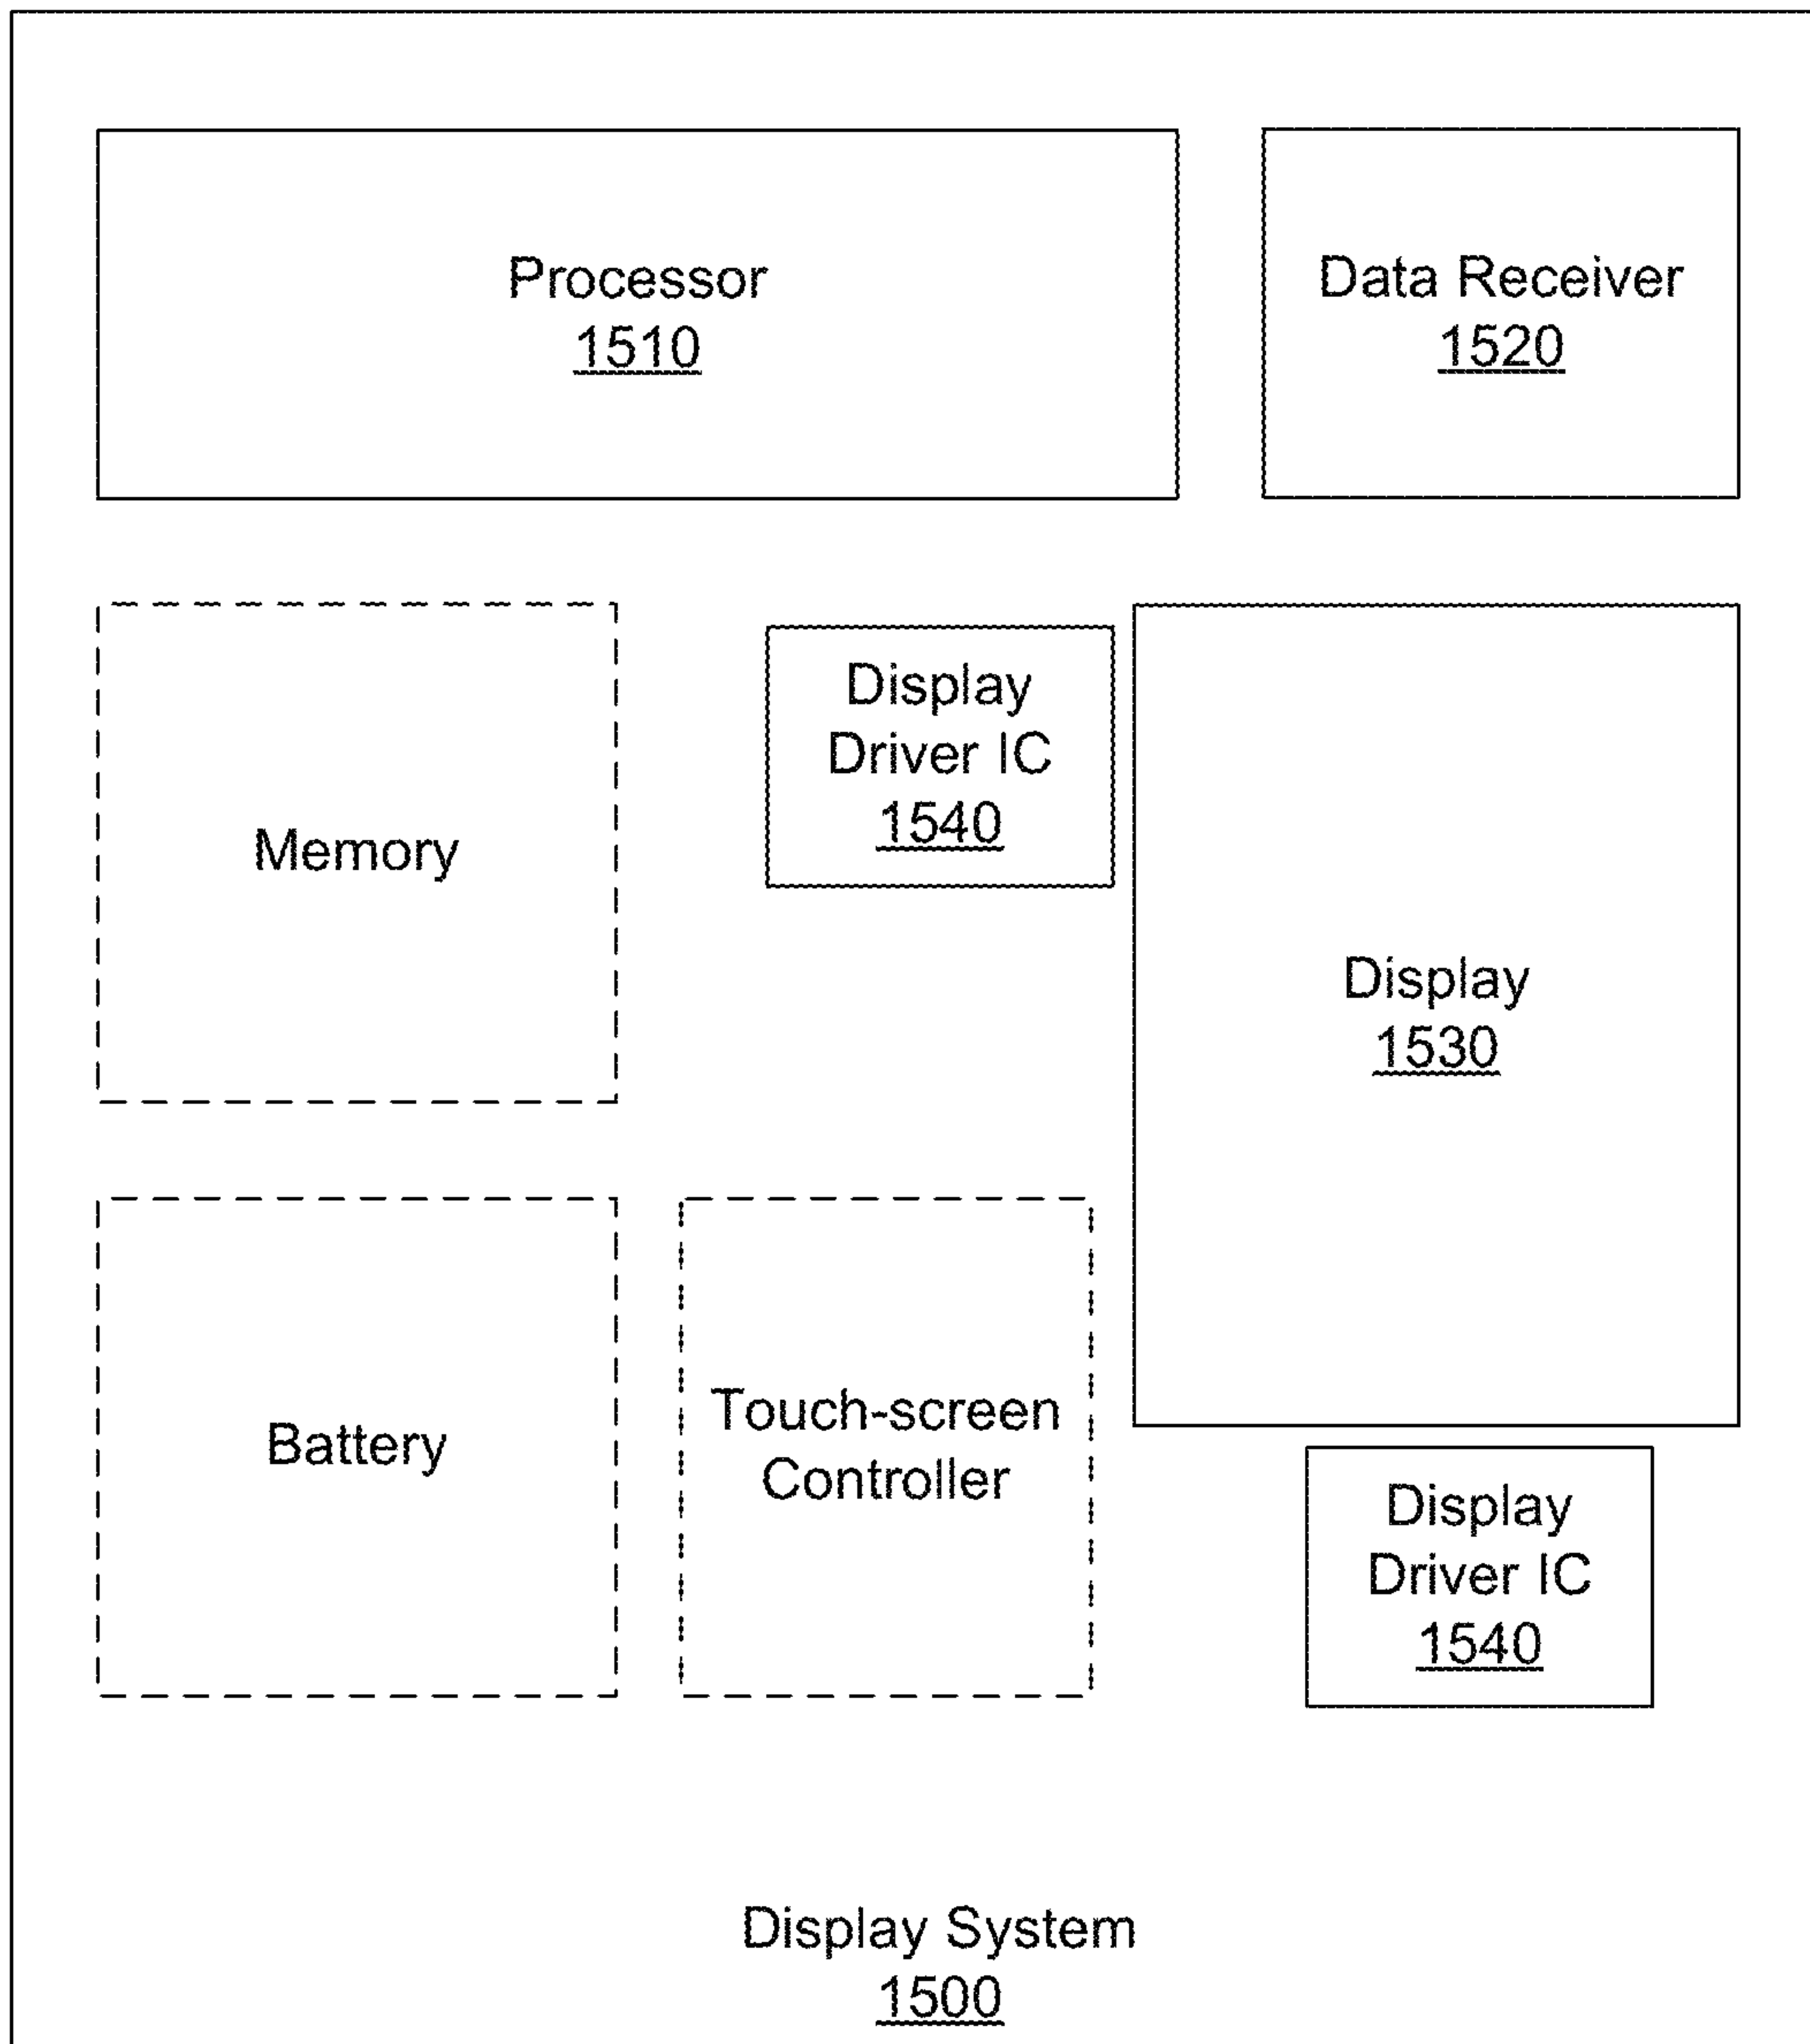 Processor
1510
Data Receiver
1520
Memory
Display
Driver IC
1540
Display
1530
Battery
Touch-screen
Controller
Display
Driver IC
1540
Display System
1500